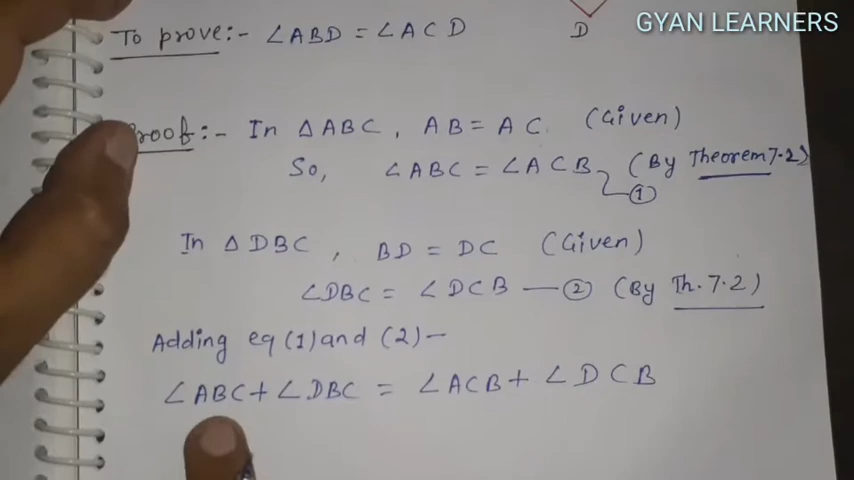 GYAN LEARNERS
To prove:- ∠ABD = ∠ACD
D
Proof:- In △ABC, AB = AC. (Given)
So, ∠ABC = ∠ACB (By Theorem 7.2)
①
In △DBC, BD = DC (Given)
∠DBC = ∠DCB —② (By Th. 7.2)
Adding eq (1) and (2)-
∠ABC + ∠DBC = ∠ACB + ∠DCB